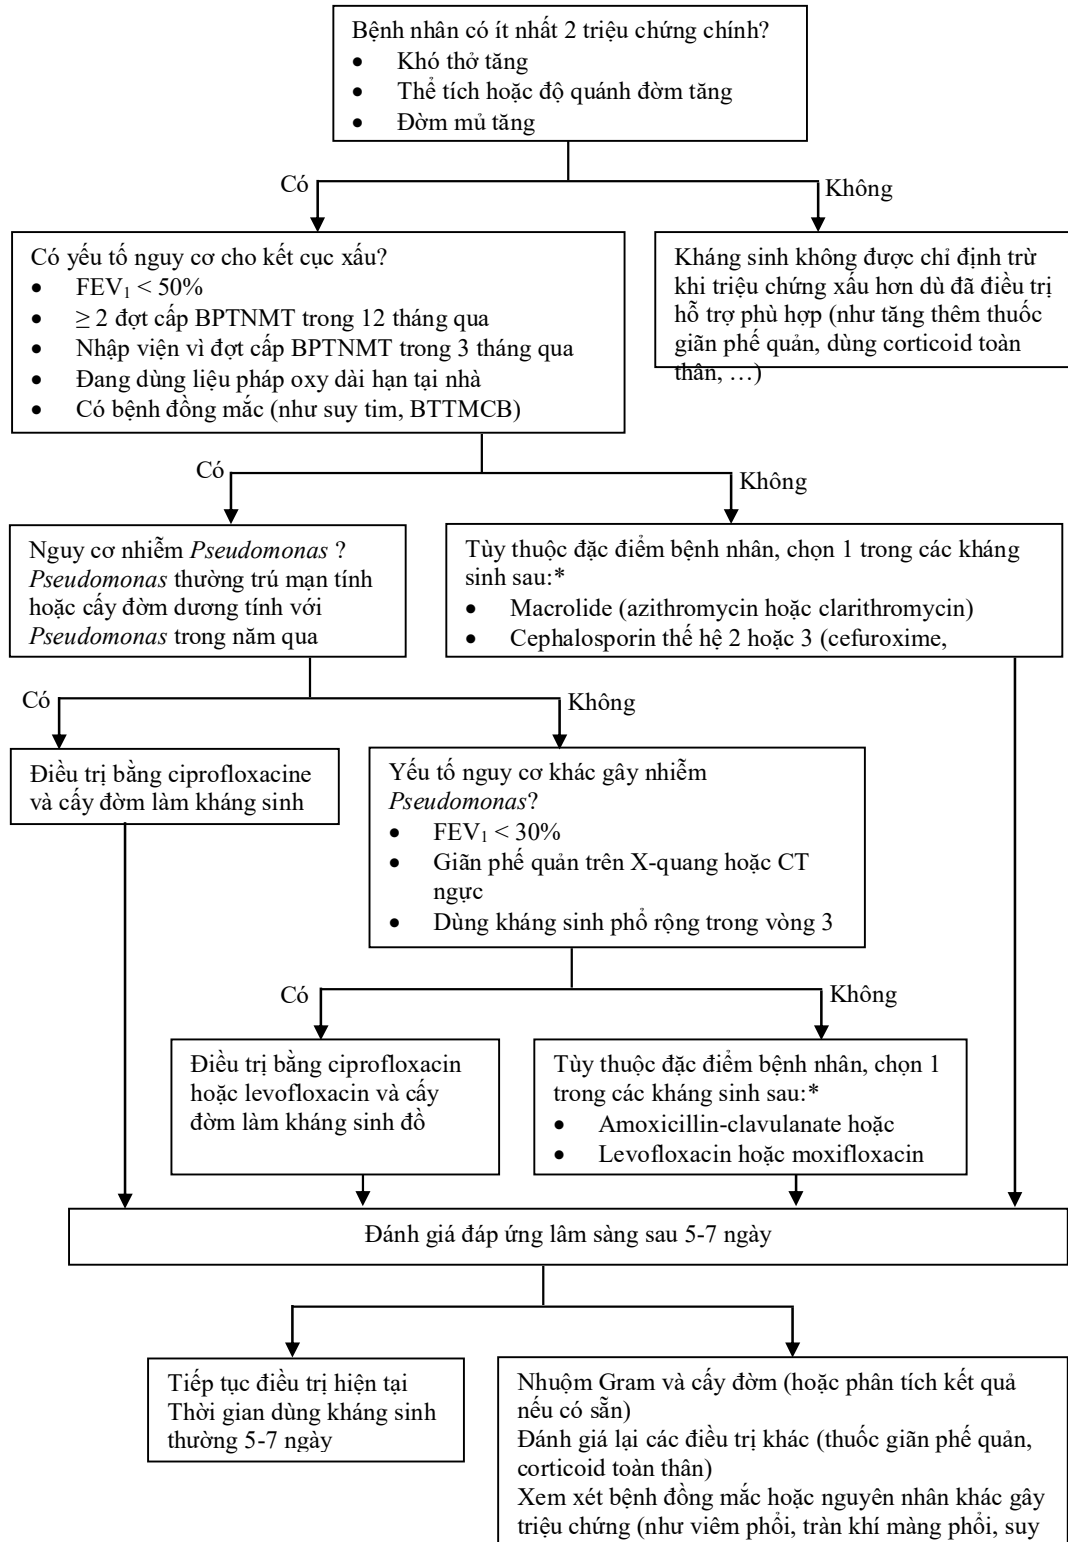 Bệnh nhân có ít nhất 2 triệu chứng chính?
• Khó thở tăng
• Thể tích hoặc độ quánh đờm tăng
• Đờm mủ tăng
Có
Không
Có yếu tố nguy cơ cho kết cục xấu?
• FEV₁ < 50%
• ≥ 2 đợt cấp BPTNMT trong 12 tháng qua
• Nhập viện vì đợt cấp BPTNMT trong 3 tháng qua
• Đang dùng liệu pháp oxy dài hạn tại nhà
• Có bệnh đồng mắc (như suy tim, BTTMCB)
Kháng sinh không được chỉ định trừ
khi triệu chứng xấu hơn dù đã điều trị
hỗ trợ phù hợp (như tăng thêm thuốc
giãn phế quản, dùng corticoid toàn
thân, …)
Có
Không
Nguy cơ nhiễm Pseudomonas ?
Pseudomonas thường trú mạn tính
hoặc cấy đờm dương tính với
Pseudomonas trong năm qua
Tùy thuộc đặc điểm bệnh nhân, chọn 1 trong các kháng
sinh sau:*
• Macrolide (azithromycin hoặc clarithromycin)
• Cephalosporin thế hệ 2 hoặc 3 (cefuroxime,
Có
Không
Điều trị bằng ciprofloxacine
và cấy đờm làm kháng sinh
Yếu tố nguy cơ khác gây nhiễm
Pseudomonas?
• FEV₁ < 30%
• Giãn phế quản trên X-quang hoặc CT
ngực
• Dùng kháng sinh phổ rộng trong vòng 3
Có
Không
Điều trị bằng ciprofloxacin
hoặc levofloxacin và cấy
đờm làm kháng sinh đồ
Tùy thuộc đặc điểm bệnh nhân, chọn 1
trong các kháng sinh sau:*
• Amoxicillin-clavulanate hoặc
• Levofloxacin hoặc moxifloxacin
Đánh giá đáp ứng lâm sàng sau 5-7 ngày
Tiếp tục điều trị hiện tại
Thời gian dùng kháng sinh
thường 5-7 ngày
Nhuộm Gram và cấy đờm (hoặc phân tích kết quả
nếu có sẵn)
Đánh giá lại các điều trị khác (thuốc giãn phế quản,
corticoid toàn thân)
Xem xét bệnh đồng mắc hoặc nguyên nhân khác gây
triệu chứng (như viêm phổi, tràn khí màng phổi, suy